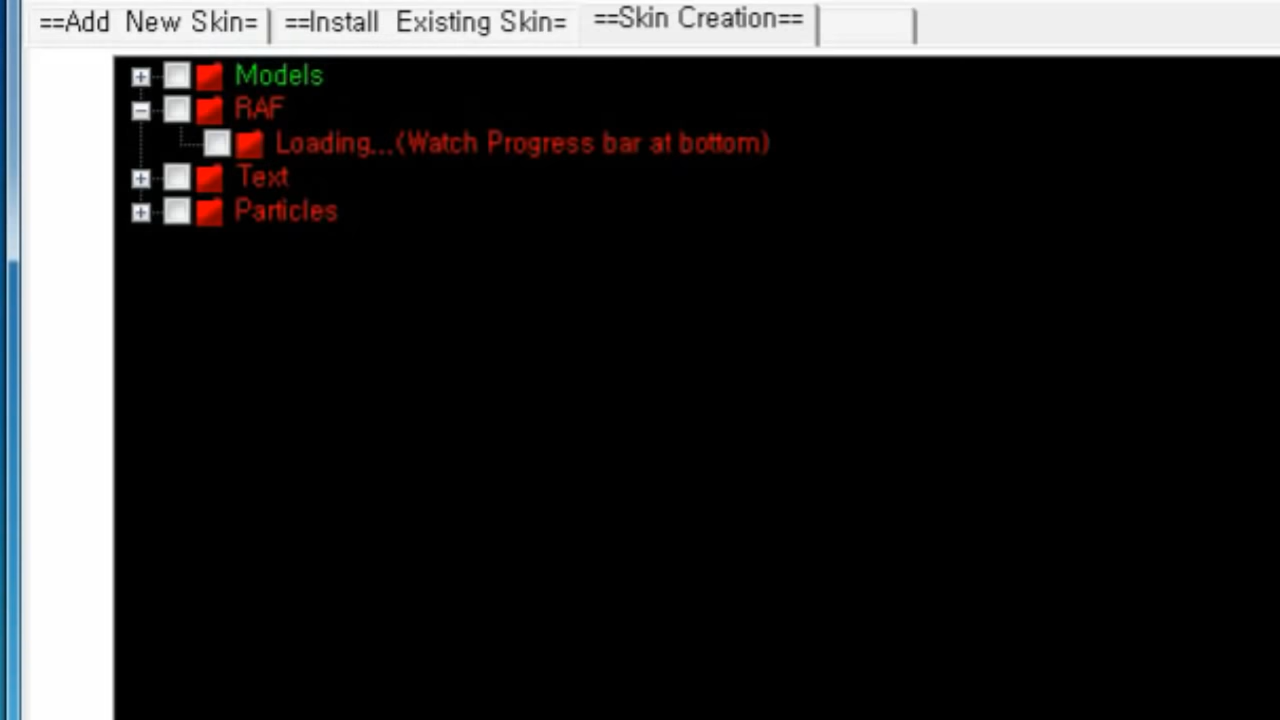 ==Add New Skin= ==Install Existing Skin= ==Skin Creation==
Models
RAF
Loading...(Watch Progress bar at bottom)
Text
Particles